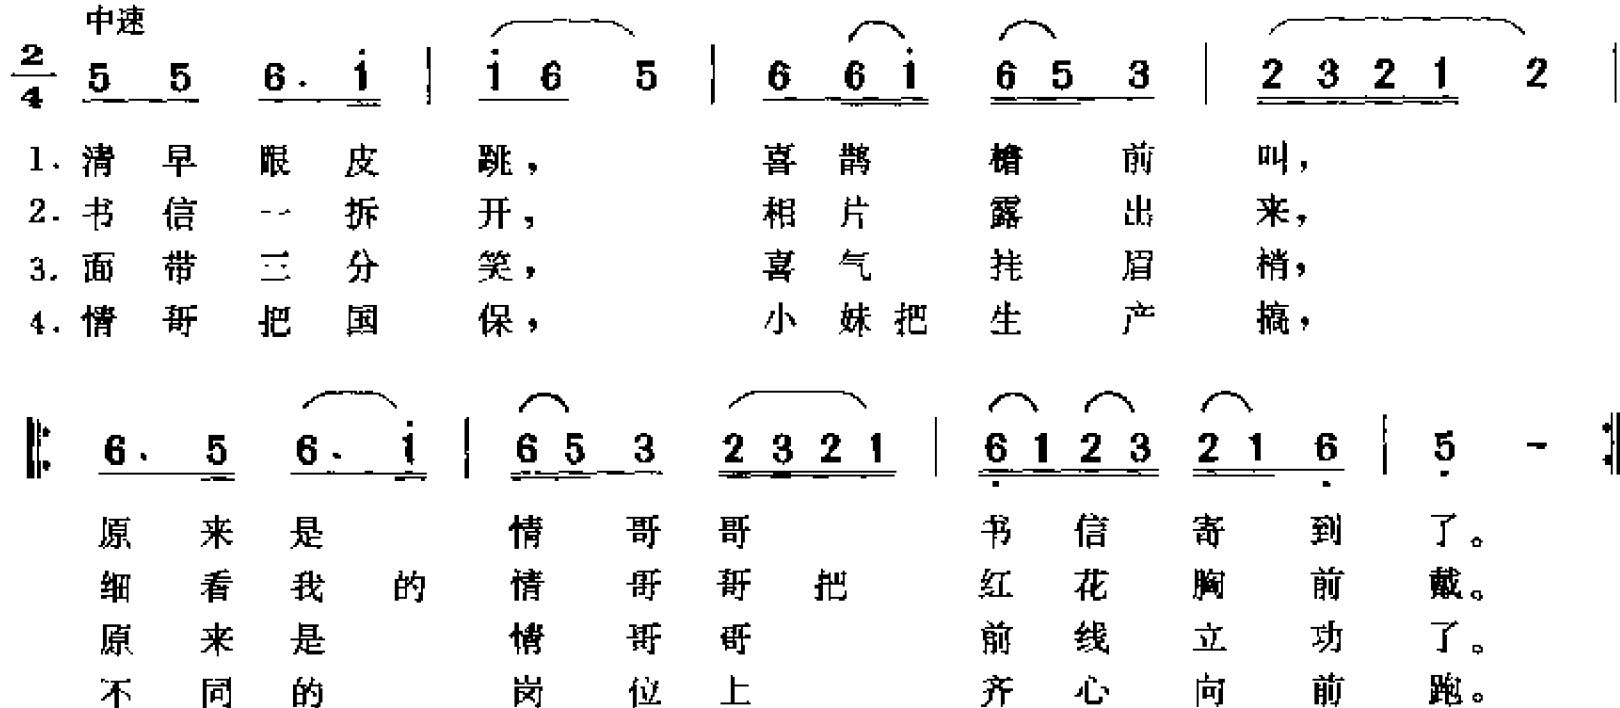 中速
2/4 5 5 6. i | i 6 5 | 6 6 i 6 5 3 | 2 3 2 1 2 |
1. 清早眼皮跳， 喜鹊檐前叫，
2. 书信一拆开， 相片露出来，
3. 面带三分笑， 喜气挂眉梢，
4. 情哥把国保， 小妹把生产搞，
6. 5 6. i | 6 5 3 2 3 2 1 | 6 1 2 3 2 1 6 | 5 -
原来是情哥哥书信寄到了。
细看我的情哥哥把红花胸前戴。
原来是情哥哥前线立功了。
不同的岗位上齐心向前跑。